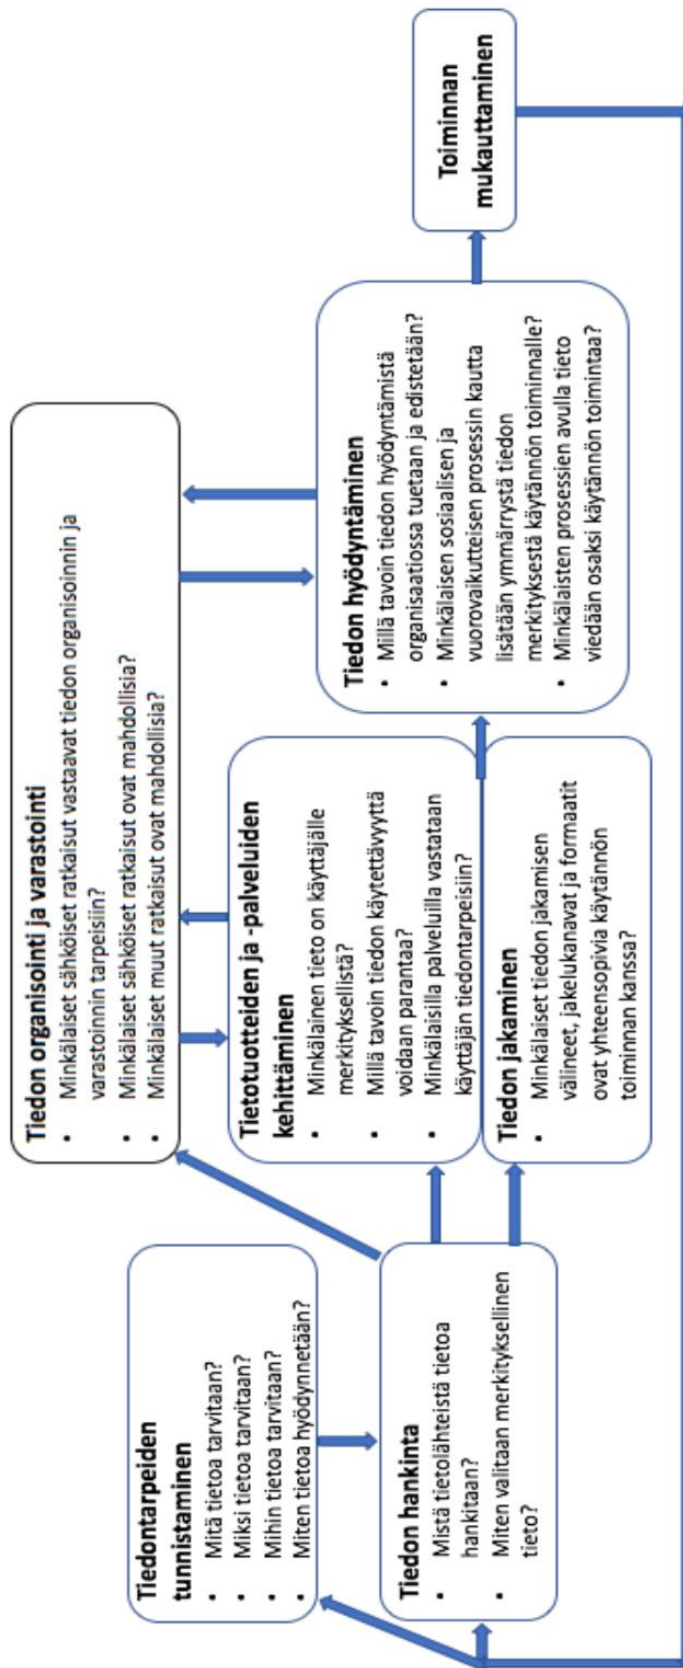 Tiedon organisointi ja varastointi
• Minkälaiset sähköiset ratkaisut vastaavat tiedon organisoinnin ja
varastoinnin tarpeisiin?
• Minkälaiset sähköiset ratkaisut ovat mahdollisia?
• Minkälaiset muut ratkaisut ovat mahdollisia?
Tiedontarpeiden
tunnistaminen
• Mitä tietoa tarvitaan?
• Miksi tietoa tarvitaan?
• Mihin tietoa tarvitaan?
• Miten tietoa hyödynnetään?
Tiedon hankinta
• Mistä tietolähteistä tietoa
hankitaan?
• Miten valitaan merkityksellinen
tieto?
Tietotuotteiden ja -palveluiden
kehittäminen
• Minkälainen tieto on käyttäjälle
merkityksellistä?
• Millä tavoin tiedon käytettävyyttä
voidaan parantaa?
• Minkälaisilla palveluilla vastataan
käyttäjän tiedontarpeisiin?
Tiedon jakaminen
• Minkälaiset tiedon jakamisen
välineet, jakelukanavat ja formaatit
ovat yhteensopivia käytännön
toiminnan kanssa?
Tiedon hyödyntäminen
• Millä tavoin tiedon hyödyntämistä
organisaatiossa tuetaan ja edistetään?
• Minkälaisen sosiaalisen ja
vuorovaikutteisen prosessin kautta
lisätään ymmärrystä tiedon
merkityksestä käytännön toiminnalle?
• Minkälaisten prosessien avulla tieto
viedään osaksi käytännön toimintaa?
Toiminnan
mukauttaminen